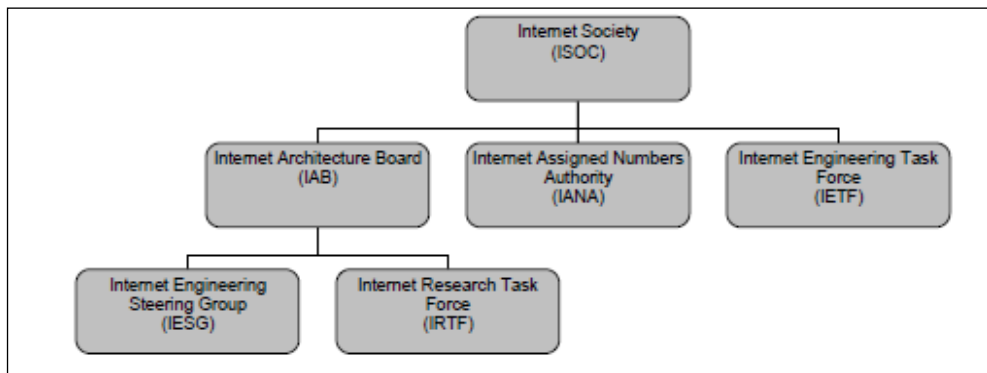 Internet Society
(ISOC)
Internet Architecture Board
(IAB)
Internet Assigned Numbers
Authority
(IANA)
Internet Engineering Task
Force
(IETF)
Internet Engineering
Steering Group
(IESG)
Internet Research Task
Force
(IRTF)